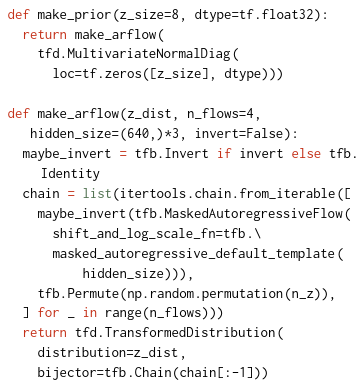 def make_prior(z_size=8, dtype=tf.float32):
  return make_arflow(
    tfd.MultivariateNormalDiag(
      loc=tf.zeros([z_size], dtype)))

def make_arflow(z_dist, n_flows=4,
   hidden_size=(640,)*3, invert=False):
  maybe_invert = tfb.Invert if invert else tfb.
    Identity
  chain = list(itertools.chain.from_iterable([
    maybe_invert(tfb.MaskedAutoregressiveFlow(
      shift_and_log_scale_fn=tfb.\
      masked_autoregressive_default_template(
          hidden_size))),
    tfb.Permute(np.random.permutation(n_z)),
  ] for _ in range(n_flows)))
  return tfd.TransformedDistribution(
    distribution=z_dist,
    bijector=tfb.Chain(chain[:-1]))